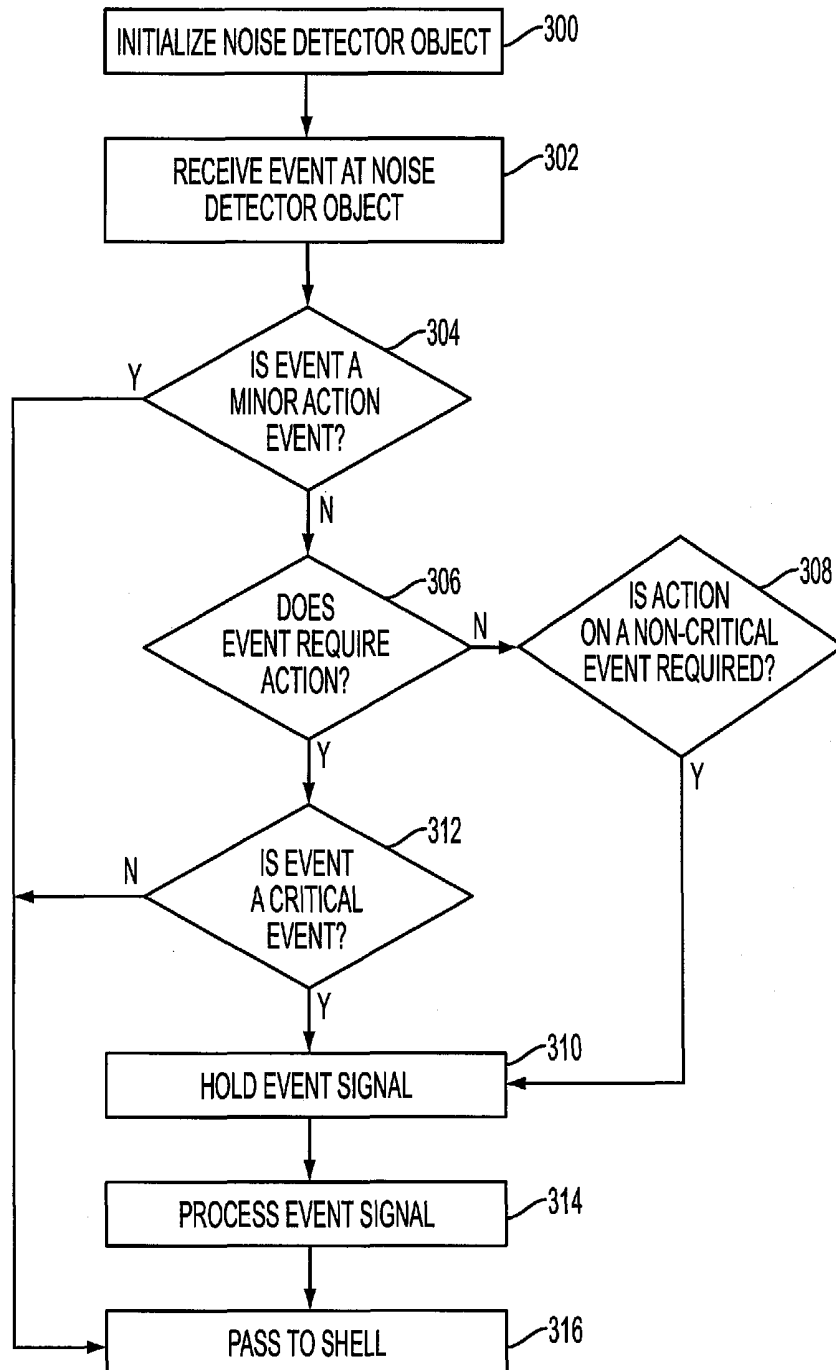 INITIALIZE NOISE DETECTOR OBJECT
300
RECEIVE EVENT AT NOISE
DETECTOR OBJECT
302
IS EVENT A
MINOR ACTION
EVENT?
304
Y
N
DOES
EVENT REQUIRE
ACTION?
306
N
IS ACTION
ON A NON-CRITICAL
EVENT REQUIRED?
308
Y
Y
IS EVENT
A CRITICAL
EVENT?
312
N
Y
HOLD EVENT SIGNAL
310
PROCESS EVENT SIGNAL
314
PASS TO SHELL
316